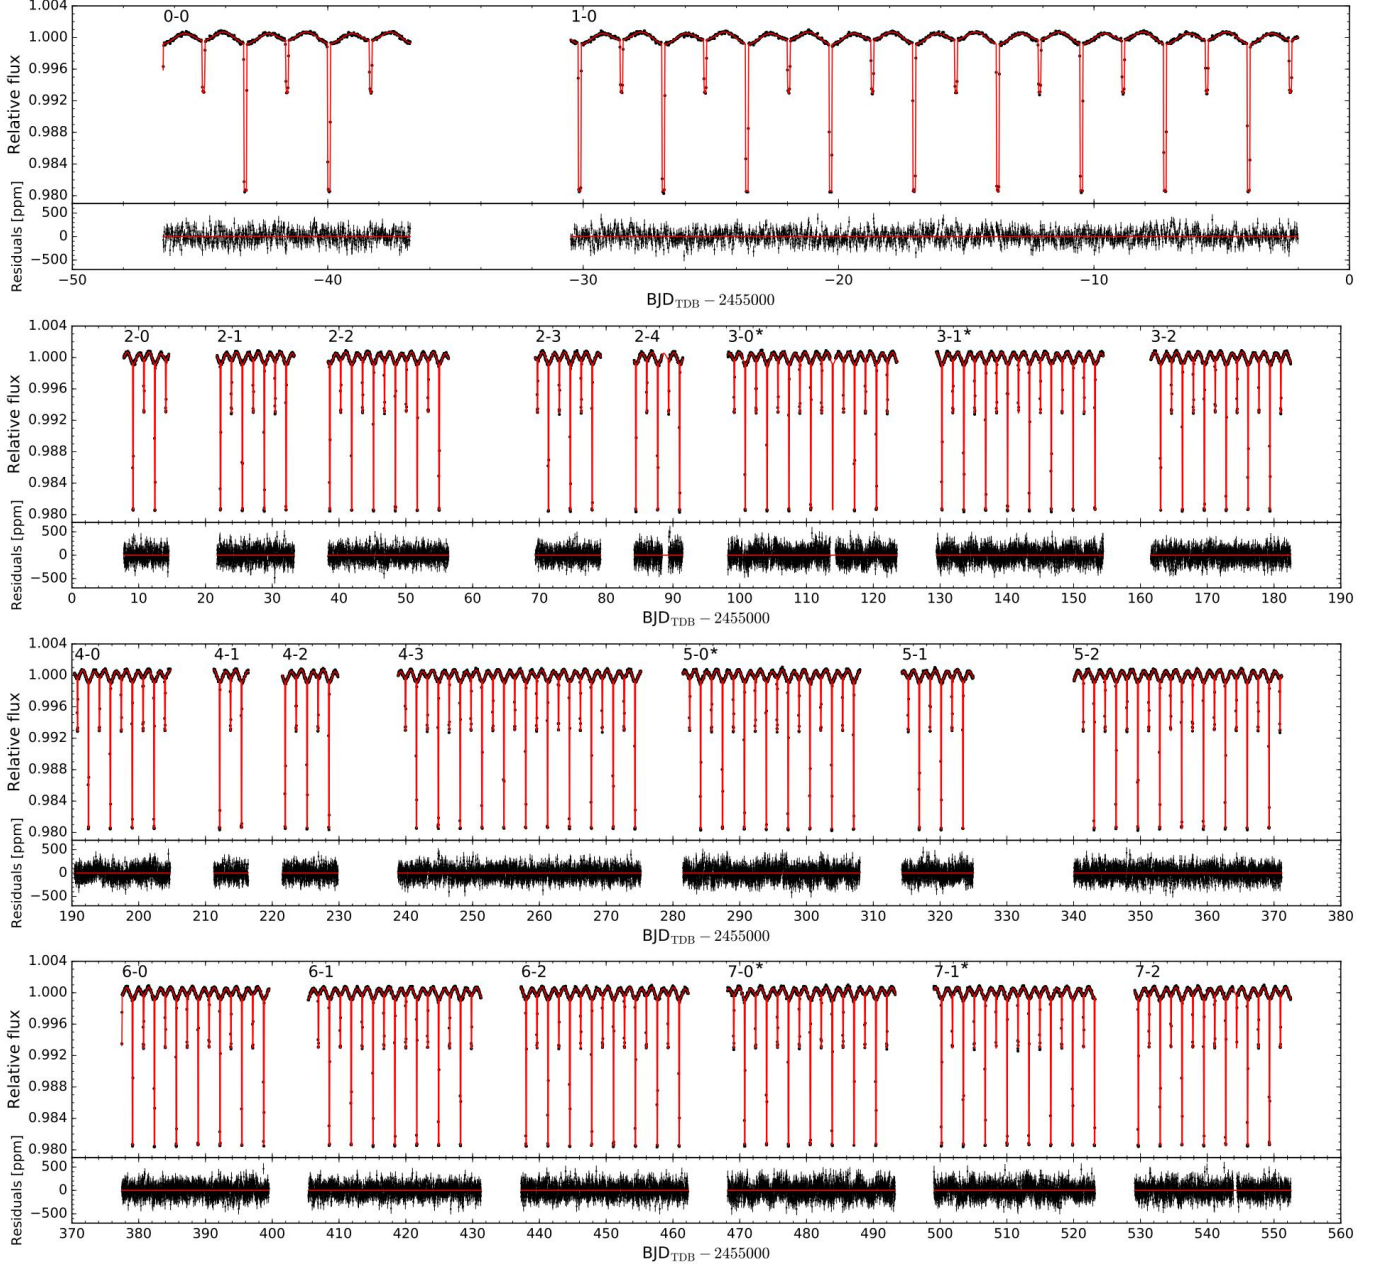 0-0 1-0
1.004
1.000
0.996
0.992
0.988
0.984
0.980
Relative flux
500
0
−500
Residuals [ppm]
−50 −40 −30 −20 −10 0
BJD_TDB − 2455000
2-0 2-1 2-2 2-3 2-4 3-0* 3-1* 3-2
1.004
1.000
0.996
0.992
0.988
0.984
0.980
Relative flux
500
0
−500
Residuals [ppm]
0 10 20 30 40 50 60 70 80 90 100 110 120 130 140 150 160 170 180 190
BJD_TDB − 2455000
4-0 4-1 4-2 4-3 5-0* 5-1 5-2
1.004
1.000
0.996
0.992
0.988
0.984
0.980
Relative flux
500
0
−500
Residuals [ppm]
190 200 210 220 230 240 250 260 270 280 290 300 310 320 330 340 350 360 370 380
BJD_TDB − 2455000
6-0 6-1 6-2 7-0* 7-1* 7-2
1.004
1.000
0.996
0.992
0.988
0.984
0.980
Relative flux
500
0
−500
Residuals [ppm]
370 380 390 400 410 420 430 440 450 460 470 480 490 500 510 520 530 540 550 560
BJD_TDB − 2455000